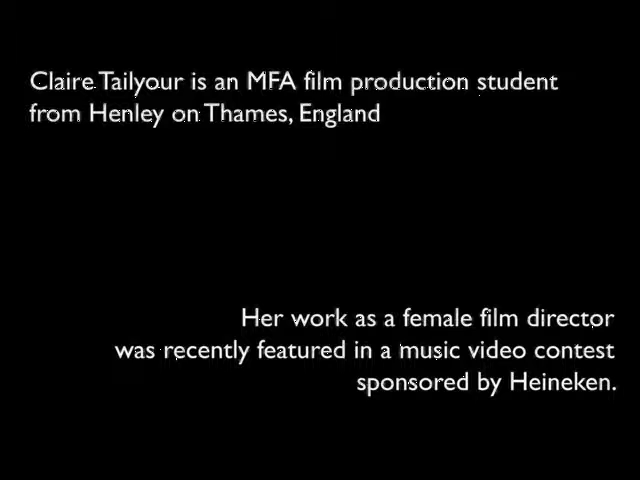 Claire Tailyour is an MFA film production student
from Henley on Thames, England
Her work as a female film director
was recently featured in a music video contest
sponsored by Heineken.